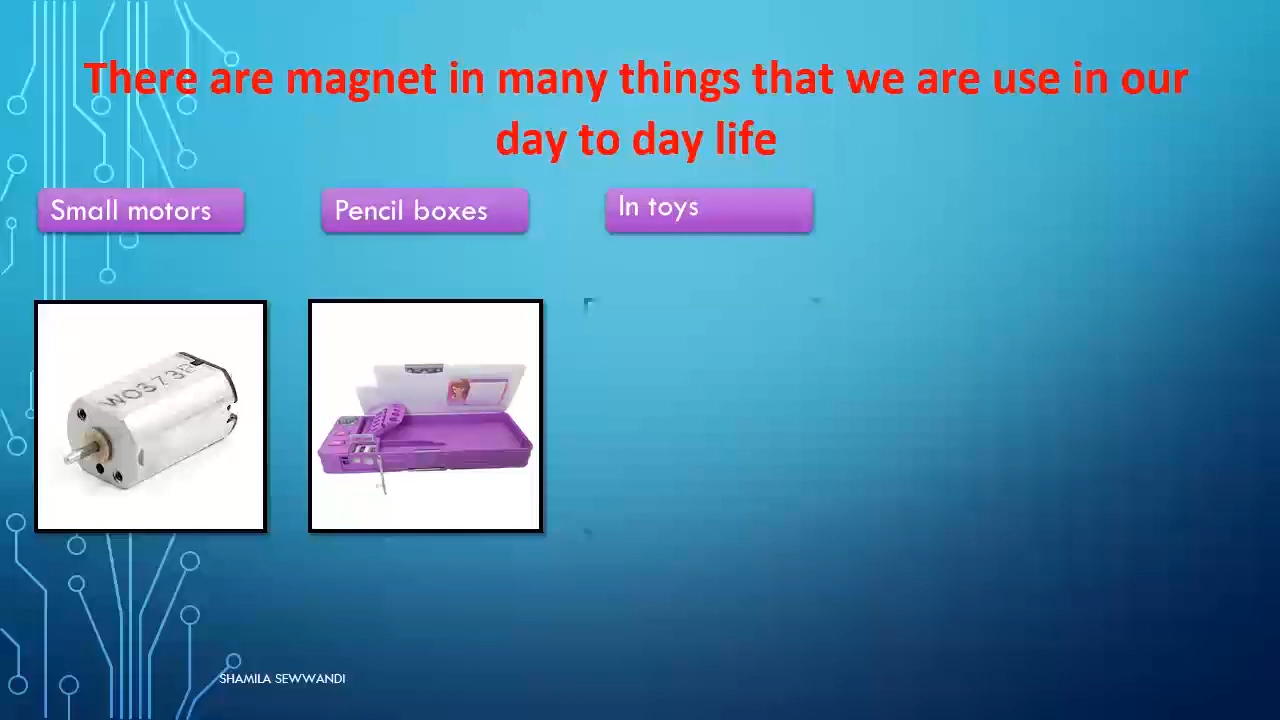 There are magnet in many things that we are use in our
day to day life
Small motors
Pencil boxes
In toys
SHAMILA SEWWANDI